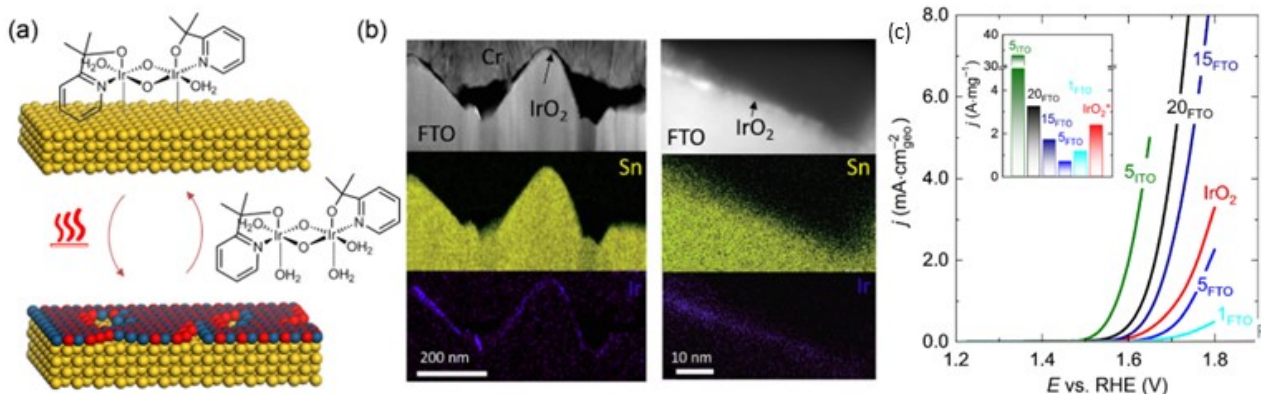 (a)
O
N
H₂O
Ir
O
O
Ir
O
N
OH₂
O
N
H₂O
Ir
O
O
Ir
O
N
OH₂
OH₂
OH₂
(b)
Cr
IrO₂
FTO
Sn
Ir
200 nm
IrO₂
FTO
Sn
Ir
10 nm
(c)
j (mA·cm⁻²geo)
8.0
6.0
4.0
2.0
0.0
j (A·mg⁻¹)
40
30
4
2
0
5ITO
20FTO
15FTO
5FTO
1FTO
IrO₂*
5ITO
20FTO
15FTO
IrO₂
5FTO
1FTO
1.2 1.4 1.6 1.8
E vs. RHE (V)